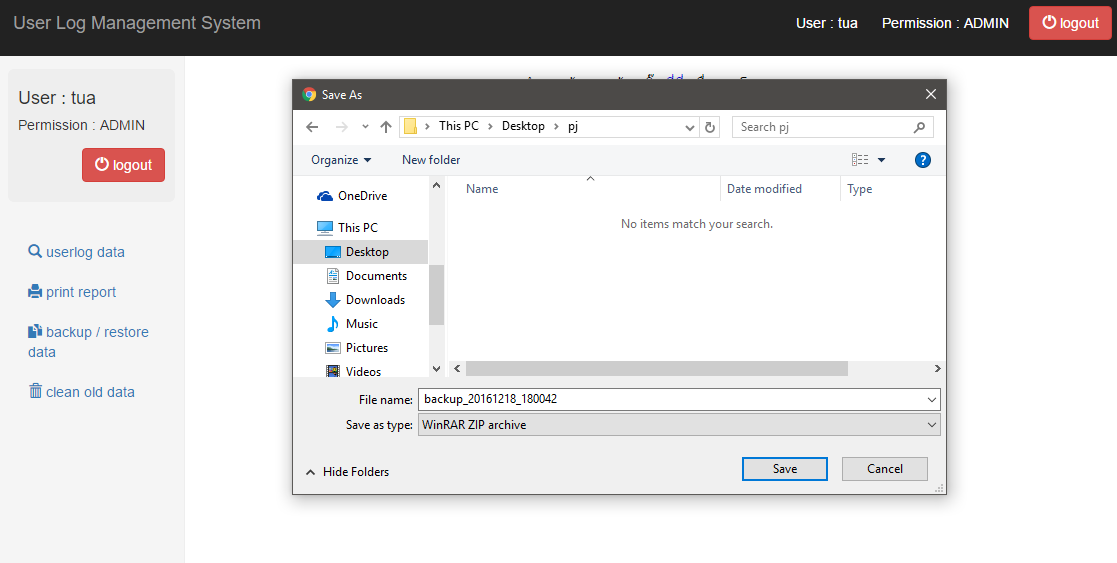 User Log Management System
User : tua Permission : ADMIN logout
User : tua
Permission : ADMIN
logout
userlog data
print report
backup / restore
data
clean old data
Save As
This PC Desktop pj
Search pj
Organize New folder
Name Date modified Type
No items match your search.
OneDrive
This PC
Desktop
Documents
Downloads
Music
Pictures
Videos
File name: backup_20161218_180042
Save as type: WinRAR ZIP archive
Hide Folders Save Cancel